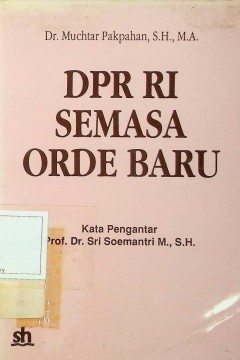 Dr. Muchtar Pakpahan, S.H., M.A.
DPR RI
SEMASA
ORDE BARU
Kata Pengantar
Prof. Dr. Sri Soemantri M., S.H.
sh